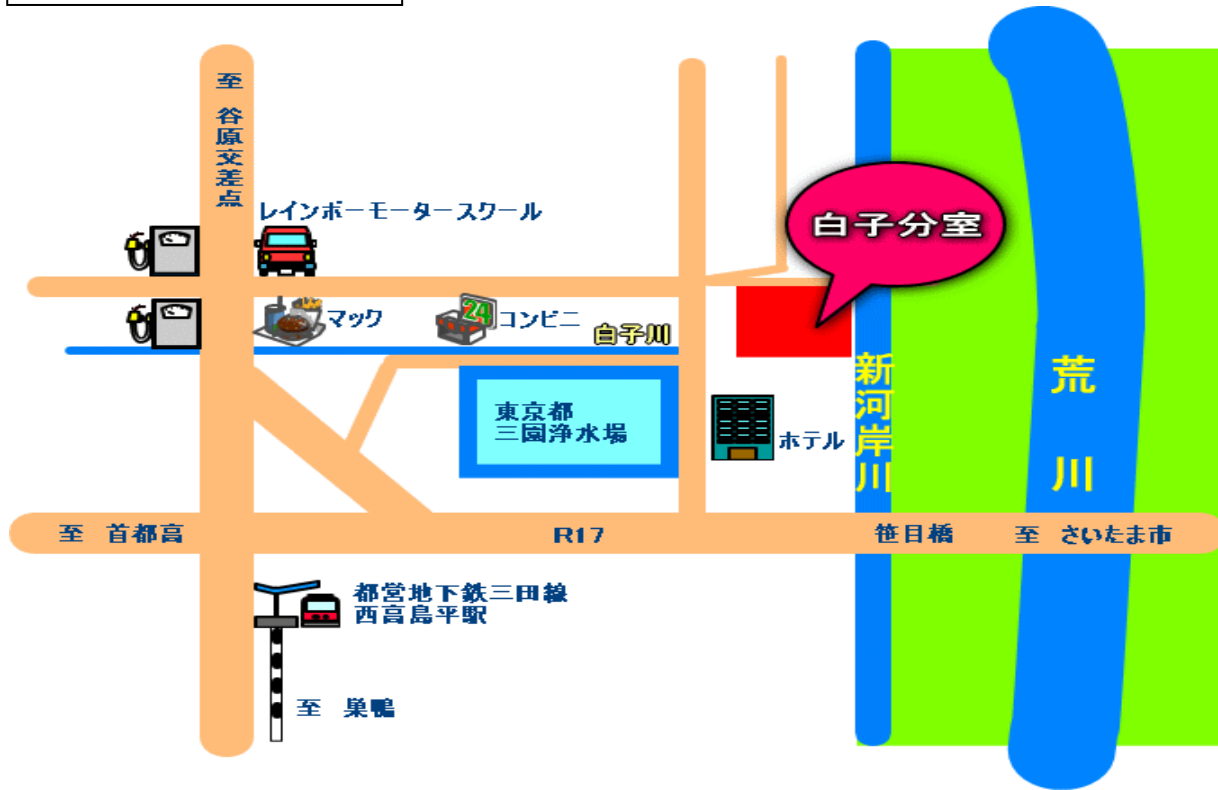 至 谷原交差点
レインボーモータースクール
白子分室
マック
コンビニ
白子川
新河岸川
荒川
東京都
三園浄水場
ホテル
至 首都高
R17
笹目橋
至 さいたま市
都営地下鉄三田線
西高島平駅
至 巣鴨
24